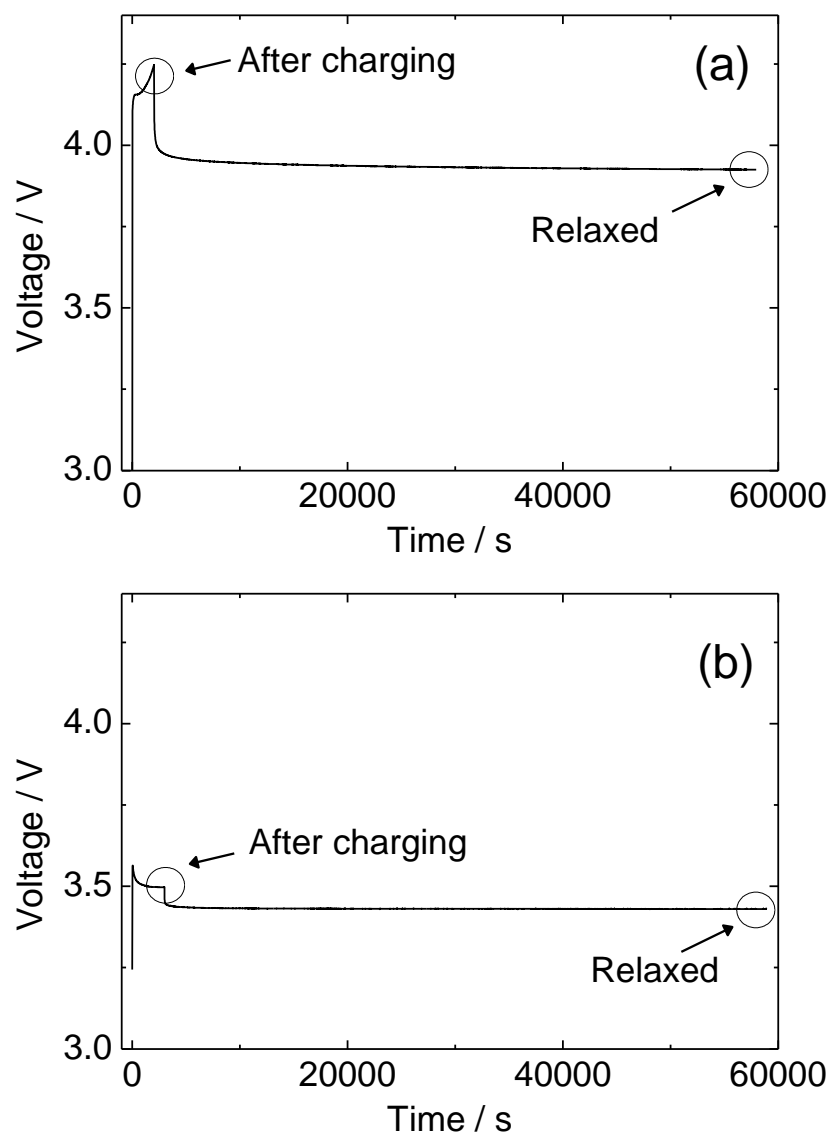 After charging
(a)
4.0
Relaxed
3.5
3.0
0 20000 40000 60000
Voltage / V
Time / s
(b)
4.0
After charging
3.5
Relaxed
3.0
0 20000 40000 60000
Voltage / V
Time / s